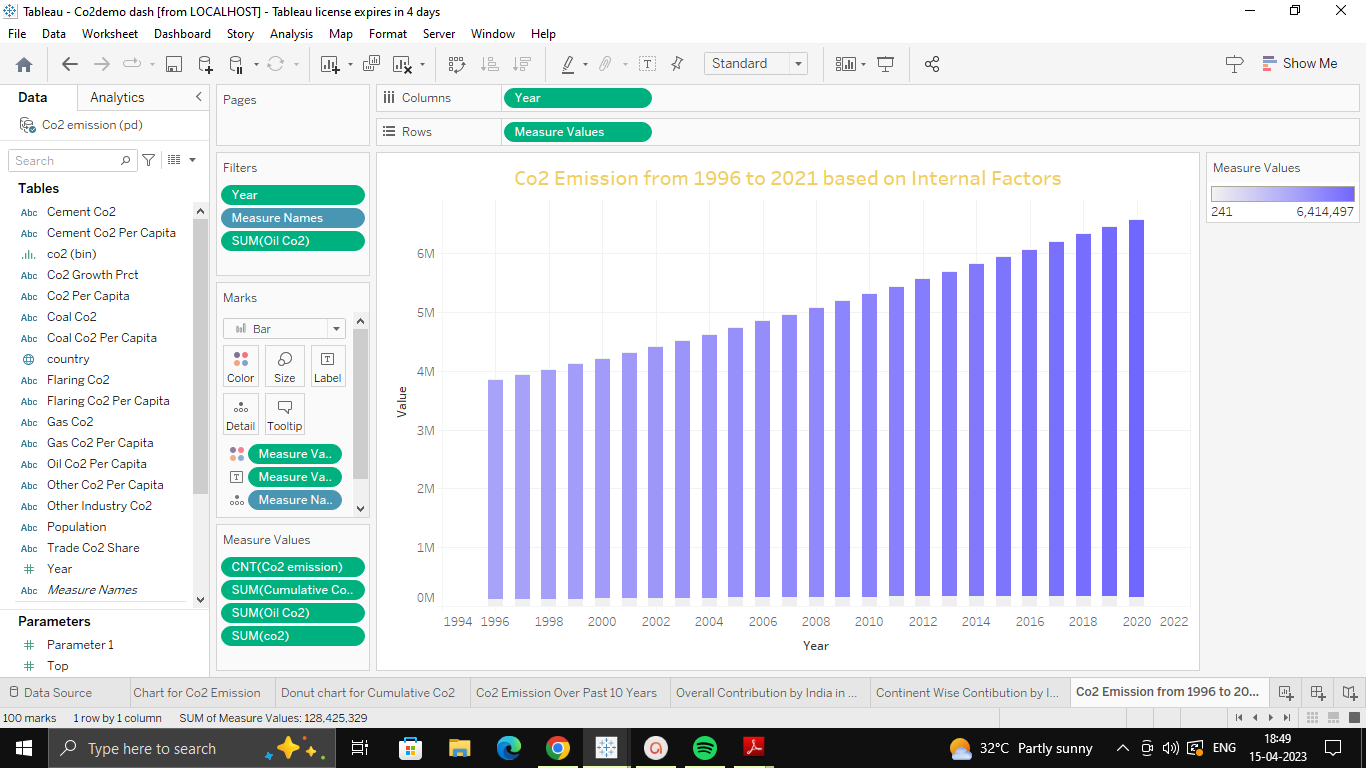 Tableau - Co2demo dash [from LOCALHOST] - Tableau license expires in 4 days
File Data Worksheet Dashboard Story Analysis Map Format Server Window Help
Standard
Show Me
Data Analytics
Co2 emission (pd)
Search
Tables
Abc Cement Co2
Abc Cement Co2 Per Capita
co2 (bin)
Abc Co2 Growth Prct
Abc Co2 Per Capita
Abc Coal Co2
Abc Coal Co2 Per Capita
country
Abc Flaring Co2
Abc Flaring Co2 Per Capita
Abc Gas Co2
Abc Gas Co2 Per Capita
Abc Oil Co2 Per Capita
Abc Other Co2 Per Capita
Abc Other Industry Co2
Abc Population
Abc Trade Co2 Share
# Year
Abc Measure Names
Parameters
# Parameter 1
# Top
Pages
Filters
Year
Measure Names
SUM(Oil Co2)
Marks
Bar
Color Size Label
Detail Tooltip
Measure Va..
T Measure Va..
Measure Na..
Measure Values
CNT(Co2 emission)
SUM(Cumulative Co..
SUM(Oil Co2)
SUM(co2)
Columns Year
Rows Measure Values
Co2 Emission from 1996 to 2021 based on Internal Factors
6M
5M
4M
3M
2M
1M
0M
Value
1994 1996 1998 2000 2002 2004 2006 2008 2010 2012 2014 2016 2018 2020 2022
Year
Measure Values
241 6,414,497
Data Source Chart for Co2 Emission Donut chart for Cumulative Co2 Co2 Emission Over Past 10 Years Overall Contribution by India in ... Continent Wise Contibution by I... Co2 Emission from 1996 to 20...
100 marks 1 row by 1 column SUM of Measure Values: 128,425,329
Type here to search
32°C Partly sunny
ENG
18:49
15-04-2023